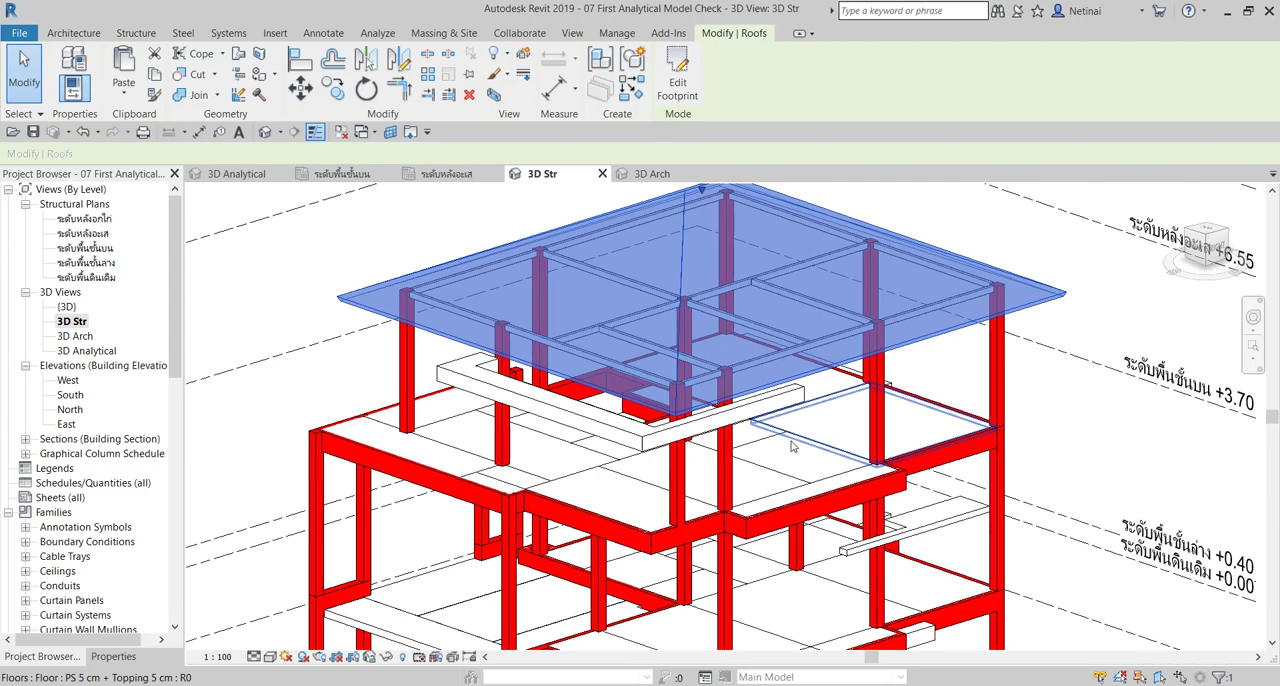 Autodesk Revit 2019 - 07 First Analytical Model Check - 3D View: 3D Str
Type a keyword or phrase
Netinai
File Architecture Structure Steel Systems Insert Annotate Analyze Massing & Site Collaborate View Manage Add-Ins Modify | Roofs
Cope
Cut
Join
Modify
Paste
Edit
Footprint
Select Properties Clipboard Geometry Modify View Measure Create Mode
Modify | Roofs
Project Browser - 07 First Analytical...
3D Analytical ระดับพื้นชั้นบน ระดับหลังอะเส 3D Str 3D Arch
Views (By Level)
Structural Plans
ระดับหลังอกไก่
ระดับหลังอะเส
ระดับพื้นชั้นบน
ระดับพื้นชั้นล่าง
ระดับพื้นดินเดิม
3D Views
{3D}
3D Str
3D Arch
3D Analytical
Elevations (Building Elevatio
West
South
North
East
Sections (Building Section)
Graphical Column Schedule
Legends
Schedules/Quantities (all)
Sheets (all)
Families
Annotation Symbols
Boundary Conditions
Cable Trays
Ceilings
Conduits
Curtain Panels
Curtain Systems
Curtain Wall Mullions
ระดับหลังอะเส +6.55
ระดับพื้นชั้นบน +3.70
ระดับพื้นชั้นล่าง +0.40
ระดับพื้นดินเดิม +0.00
Project Browser... Properties
1 : 100
Floors : Floor : PS 5 cm + Topping 5 cm : R0
:0
Main Model
:1